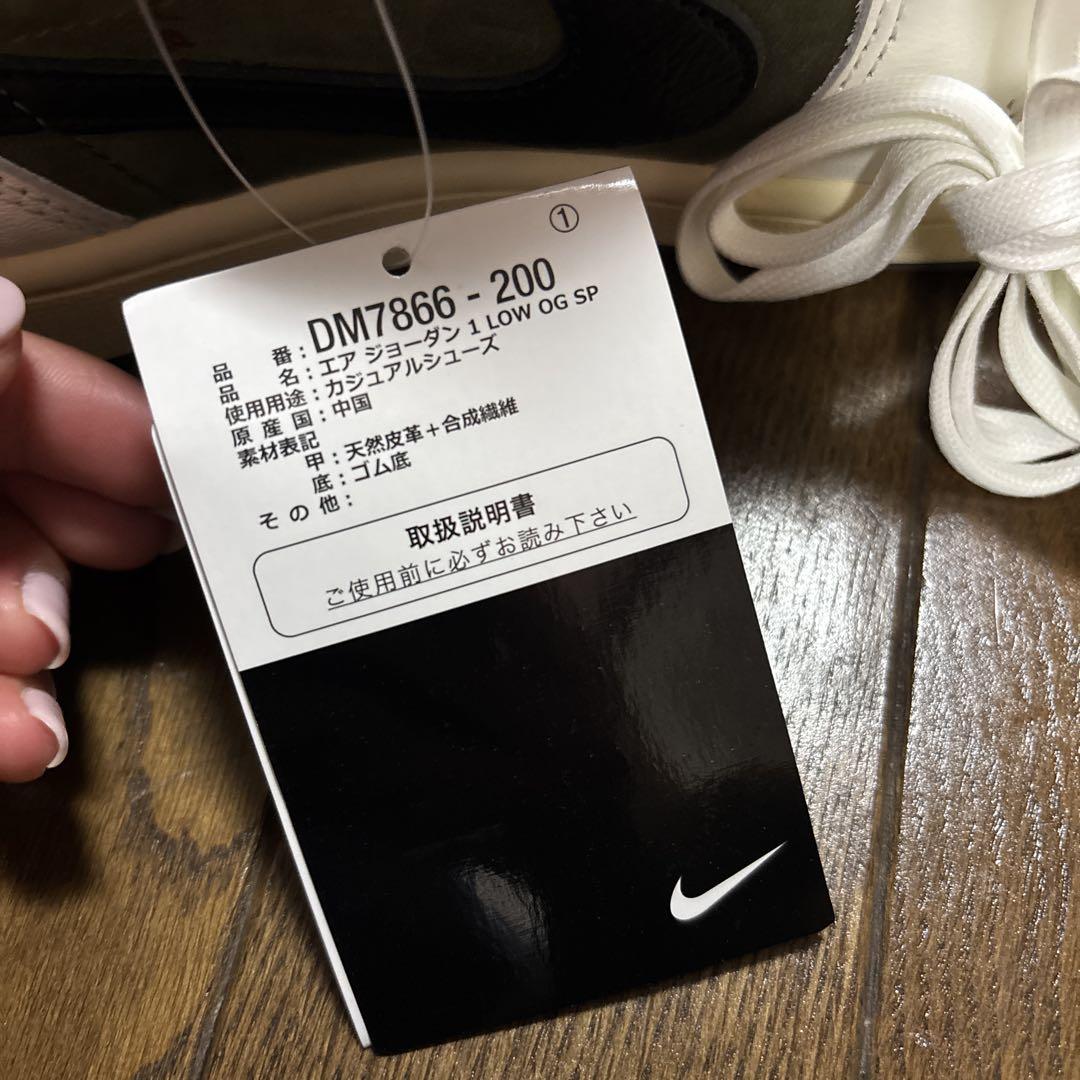 ①
品番：DM7866 - 200
品名：エア ジョーダン 1 LOW OG SP
使用用途：カジュアルシューズ
原産国：中国
素材表記
甲：天然皮革＋合成繊維
底：ゴム底
その他：
取扱説明書
ご使用前に必ずお読み下さい